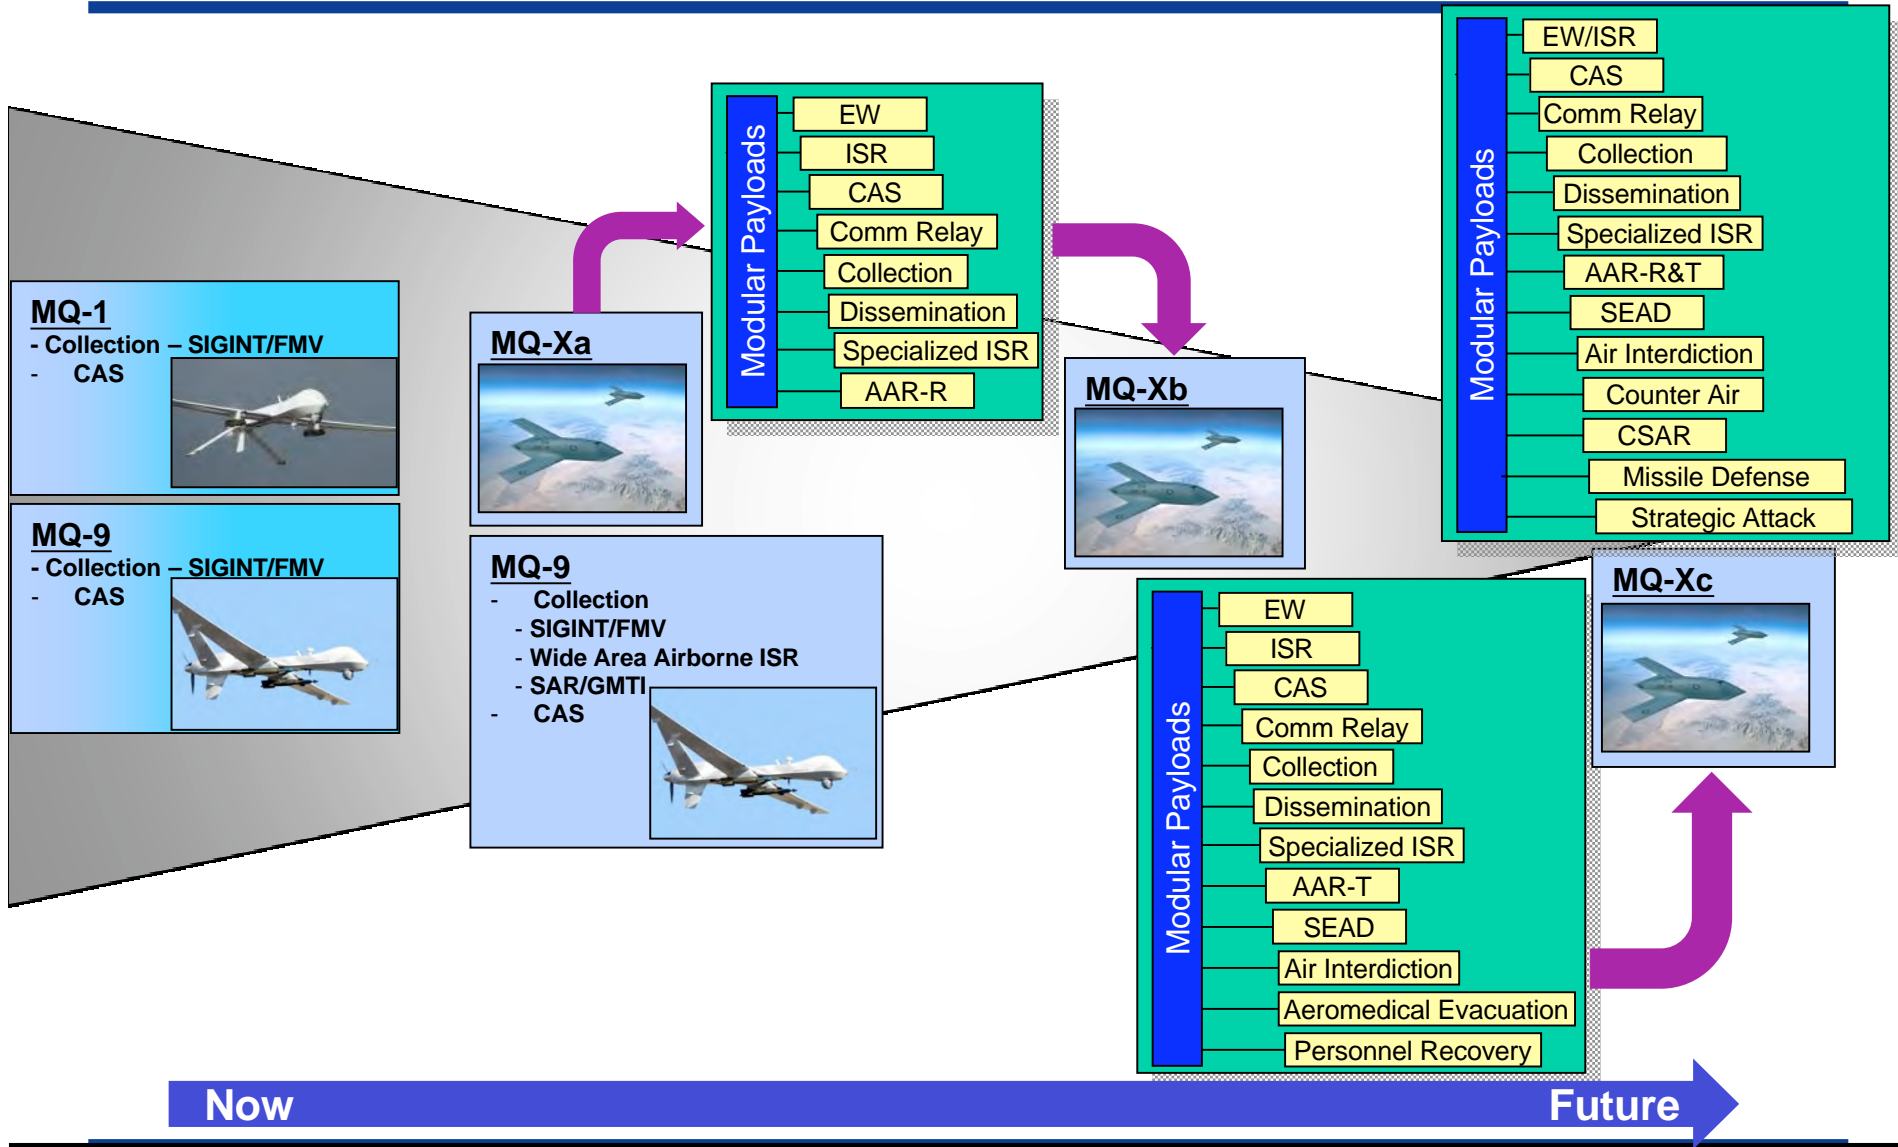 MQ-1
- Collection – SIGINT/FMV
- CAS
MQ-9
- Collection – SIGINT/FMV
- CAS
MQ-Xa
MQ-9
- Collection
- SIGINT/FMV
- Wide Area Airborne ISR
- SAR/GMTI
- CAS
Modular Payloads
EW
ISR
CAS
Comm Relay
Collection
Dissemination
Specialized ISR
AAR-R
MQ-Xb
Modular Payloads
EW
ISR
CAS
Comm Relay
Collection
Dissemination
Specialized ISR
AAR-T
SEAD
Air Interdiction
Aeromedical Evacuation
Personnel Recovery
MQ-Xc
Modular Payloads
EW/ISR
CAS
Comm Relay
Collection
Dissemination
Specialized ISR
AAR-R&T
SEAD
Air Interdiction
Counter Air
CSAR
Missile Defense
Strategic Attack
Now
Future